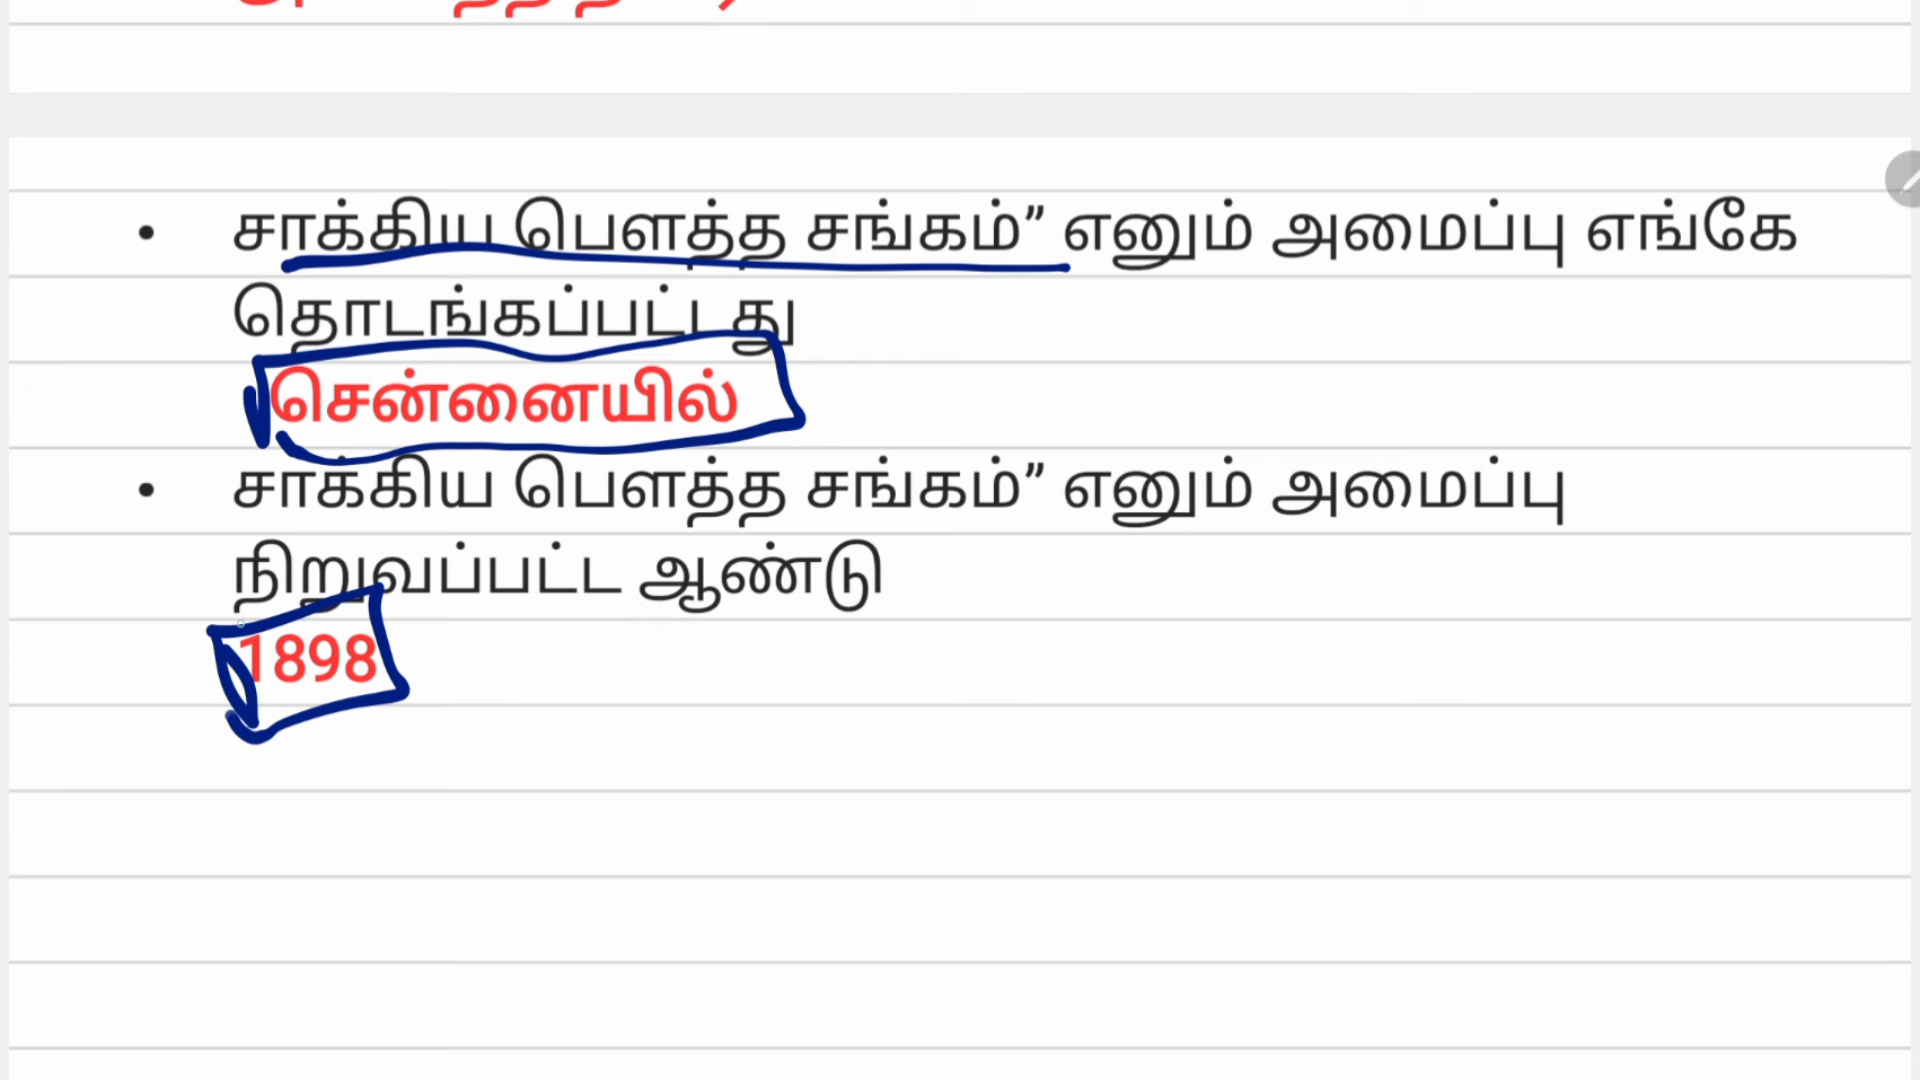 • சாக்கிய பௌத்த சங்கம்” எனும் அமைப்பு எங்கே
தொடங்கப்பட்டது
சென்னையில்
• சாக்கிய பௌத்த சங்கம்” எனும் அமைப்பு
நிறுவப்பட்ட ஆண்டு
1898